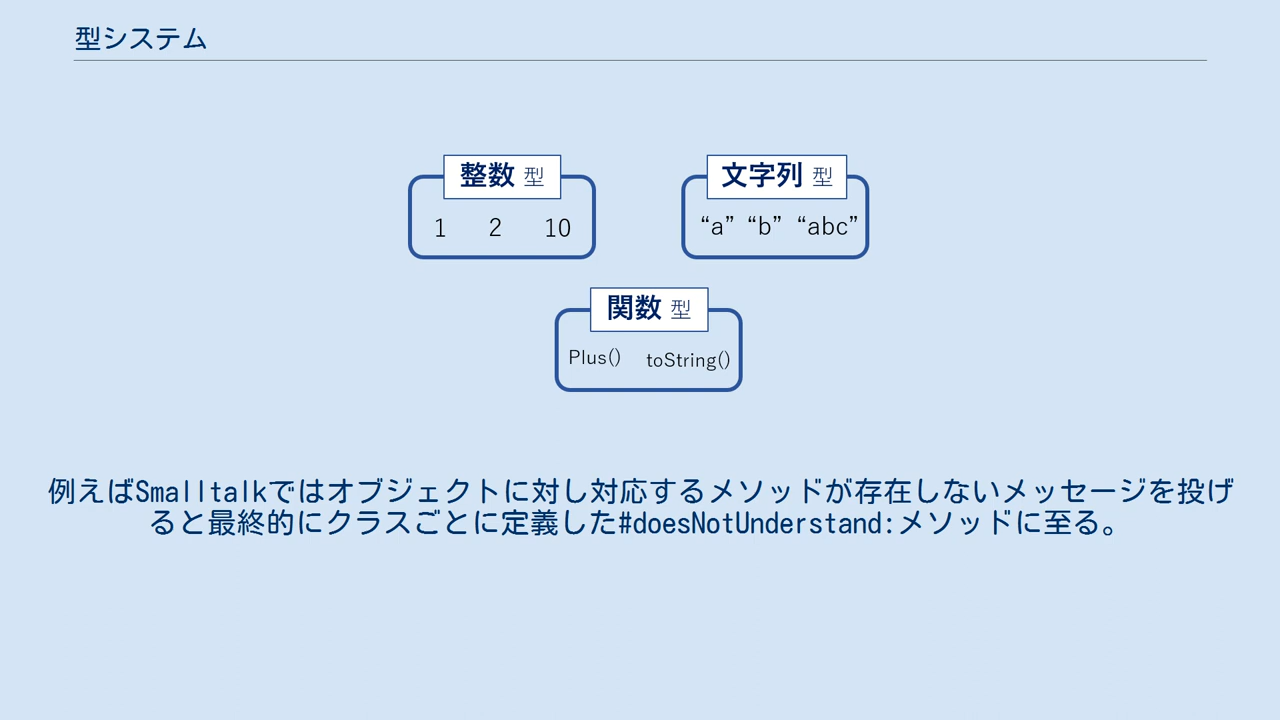 型システム
整数 型
文字列 型
1 2 10
“a” “b” “abc”
関数 型
Plus() toString()
例えばSmalltalkではオブジェクトに対し対応するメソッドが存在しないメッセージを投げ
ると最終的にクラスごとに定義した#doesNotUnderstand:メソッドに至る。